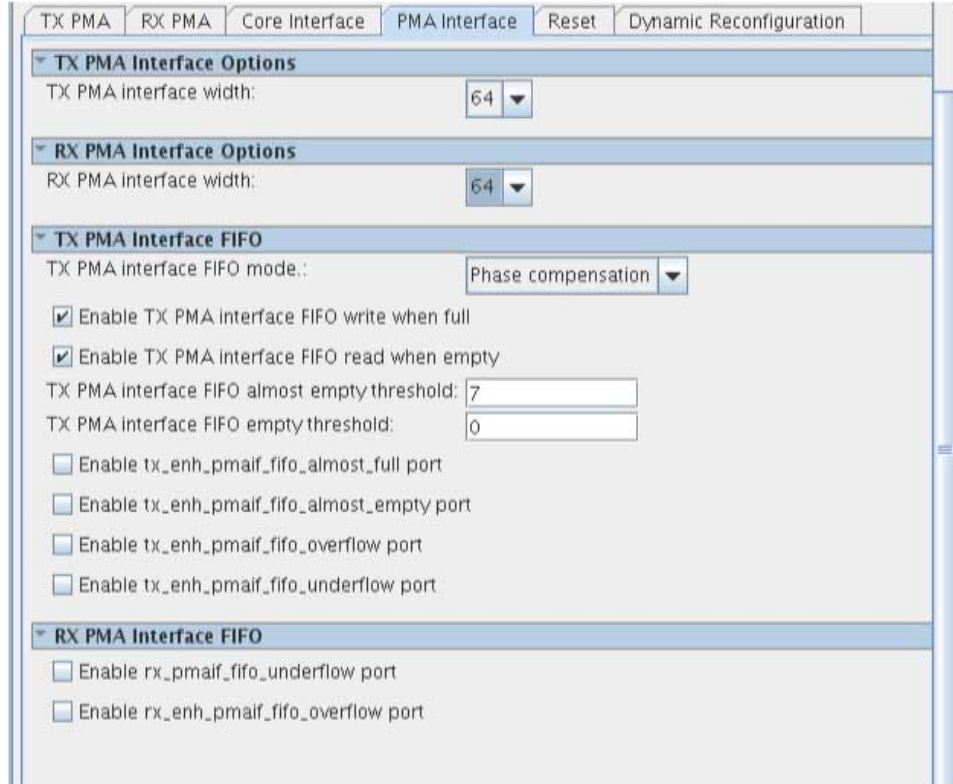 TX PMA RX PMA Core Interface PMA Interface Reset Dynamic Reconfiguration
TX PMA Interface Options
TX PMA interface width: 64
RX PMA Interface Options
RX PMA interface width: 64
TX PMA Interface FIFO
TX PMA interface FIFO mode.: Phase compensation
Enable TX PMA interface FIFO write when full
Enable TX PMA interface FIFO read when empty
TX PMA interface FIFO almost empty threshold: 7
TX PMA interface FIFO empty threshold: 0
Enable tx_enh_pmaif_fifo_almost_full port
Enable tx_enh_pmaif_fifo_almost_empty port
Enable tx_enh_pmaif_fifo_overflow port
Enable tx_enh_pmaif_fifo_underflow port
RX PMA Interface FIFO
Enable rx_pmaif_fifo_underflow port
Enable rx_enh_pmaif_fifo_overflow port